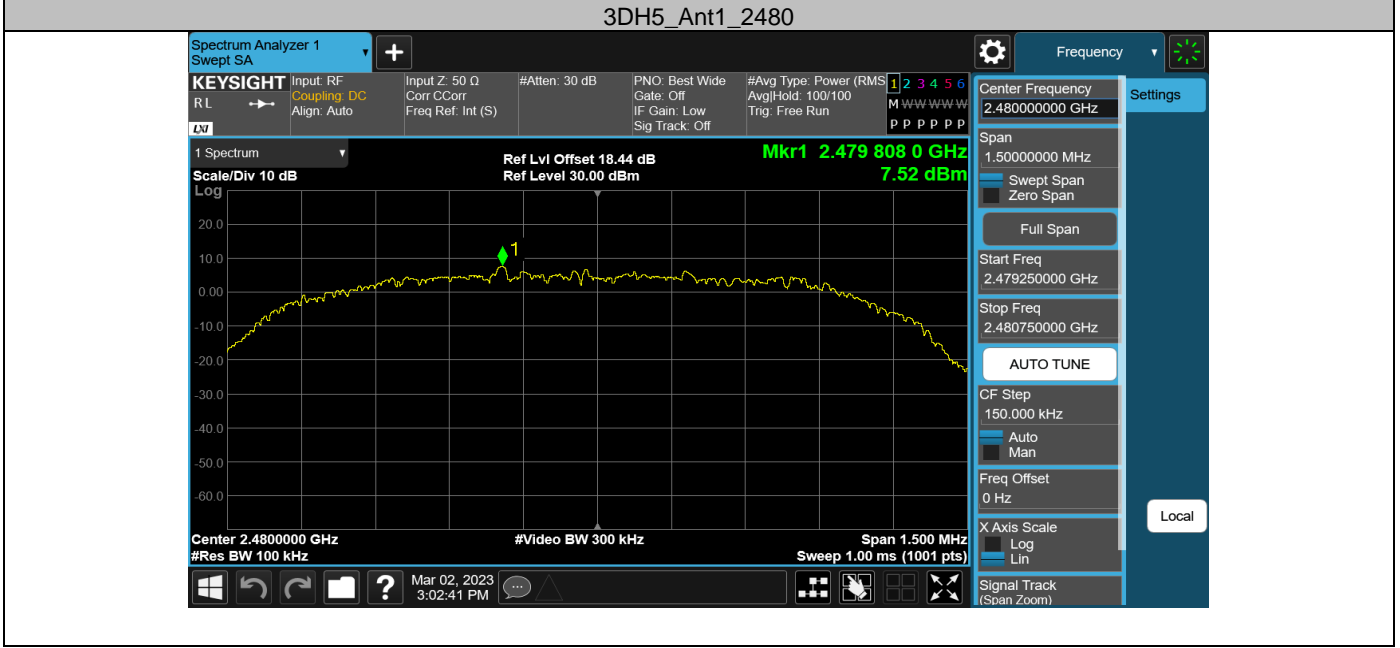 3DH5_Ant1_2480
Spectrum Analyzer 1
Swept SA
+
Frequency
KEYSIGHT
RL
LXI
Input: RF
Coupling: DC
Align: Auto
Input Z: 50 Ω
Corr CCorr
Freq Ref: Int (S)
#Atten: 30 dB
PNO: Best Wide
Gate: Off
IF Gain: Low
Sig Track: Off
#Avg Type: Power (RMS
Avg|Hold: 100/100
Trig: Free Run
1 2 3 4 5 6
M W W W W W
P P P P P P
1 Spectrum
Scale/Div 10 dB
Ref Lvl Offset 18.44 dB
Ref Level 30.00 dBm
Mkr1 2.479 808 0 GHz
7.52 dBm
Log
20.0
10.0
0.00
-10.0
-20.0
-30.0
-40.0
-50.0
-60.0
1
Center 2.4800000 GHz
#Res BW 100 kHz
#Video BW 300 kHz
Span 1.500 MHz
Sweep 1.00 ms (1001 pts)
Center Frequency
2.480000000 GHz
Settings
Span
1.50000000 MHz
Swept Span
Zero Span
Full Span
Start Freq
2.479250000 GHz
Stop Freq
2.480750000 GHz
AUTO TUNE
CF Step
150.000 kHz
Auto
Man
Freq Offset
0 Hz
X Axis Scale
Log
Lin
Local
Signal Track
(Span Zoom)
?
Mar 02, 2023
3:02:41 PM